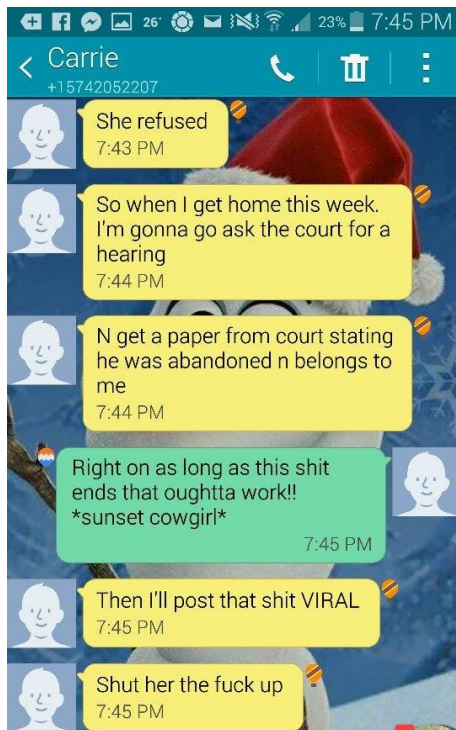 26° 23% 7:45 PM
Carrie
+15742052207
She refused
7:43 PM
So when I get home this week.
I'm gonna go ask the court for a
hearing
7:44 PM
N get a paper from court stating
he was abandoned n belongs to
me
7:44 PM
Right on as long as this shit
ends that oughtta work!!
*sunset cowgirl*
7:45 PM
Then I'll post that shit VIRAL
7:45 PM
Shut her the fuck up
7:45 PM